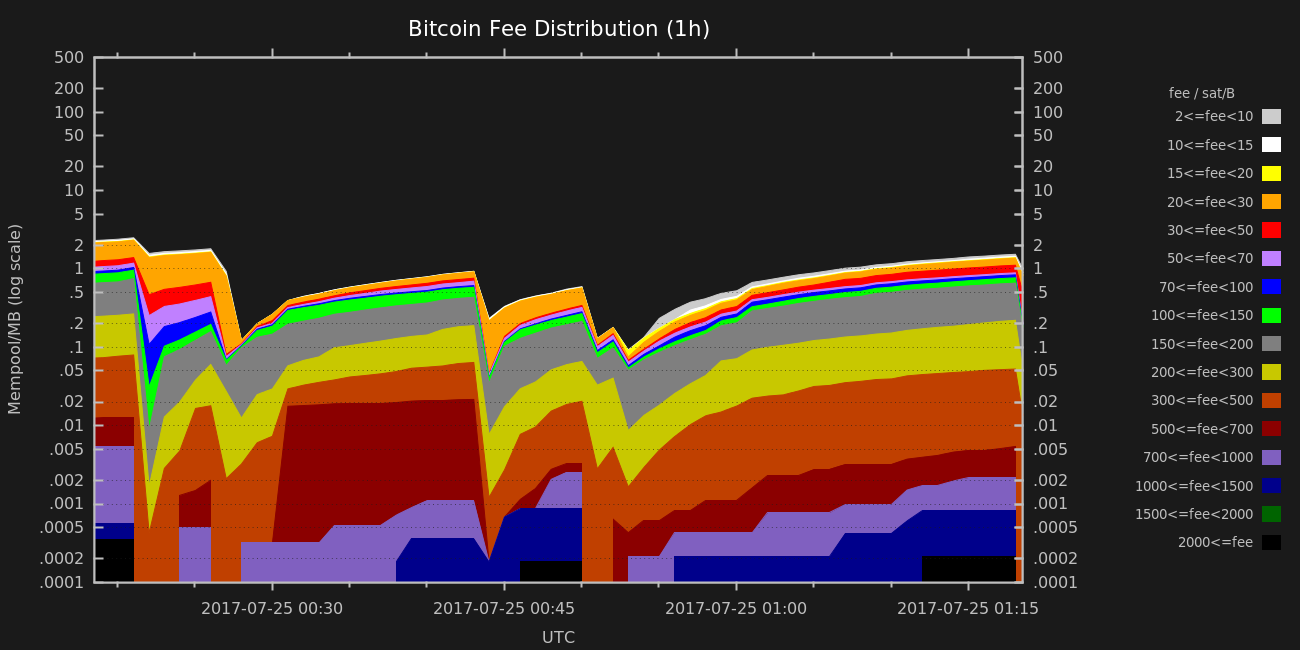 Bitcoin Fee Distribution (1h)
500 500
200 200
100 100
50 50
20 20
10 10
5 5
2 2
1 1
.5 .5
.2 .2
.1 .1
.05 .05
.02 .02
.01 .01
.005 .005
.002 .002
.001 .001
.0005 .0005
.0002 .0002
.0001 .0001
Mempool/MB (log scale)
2017-07-25 00:30 2017-07-25 00:45 2017-07-25 01:00 2017-07-25 01:15
UTC
fee / sat/B
2<=fee<10
10<=fee<15
15<=fee<20
20<=fee<30
30<=fee<50
50<=fee<70
70<=fee<100
100<=fee<150
150<=fee<200
200<=fee<300
300<=fee<500
500<=fee<700
700<=fee<1000
1000<=fee<1500
1500<=fee<2000
2000<=fee